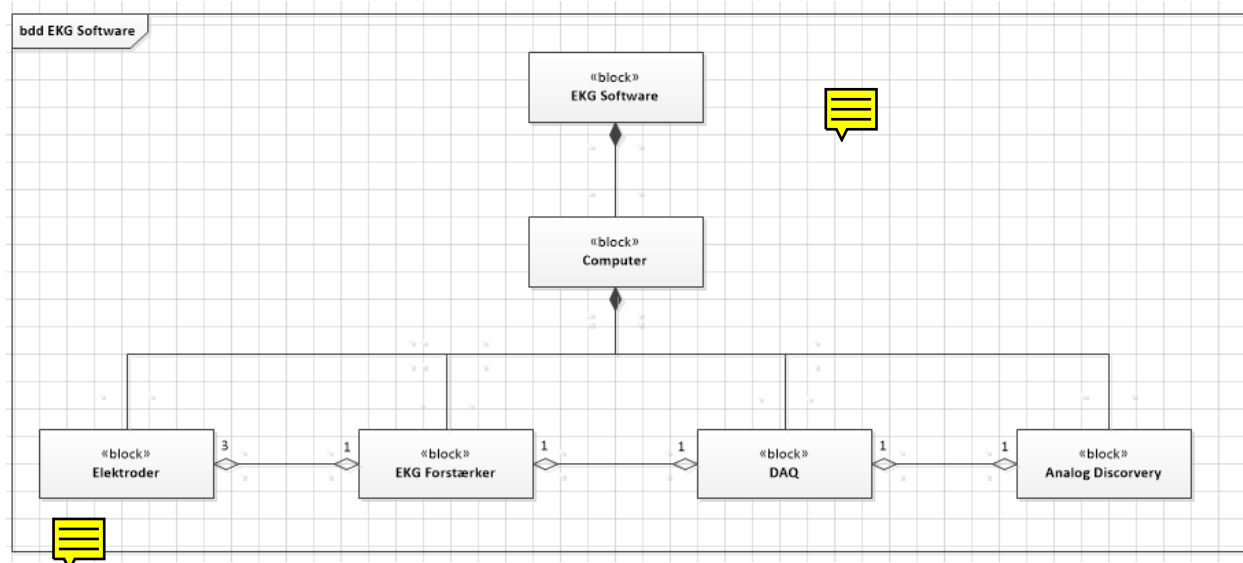 bdd EKG Software
«block»
EKG Software
«block»
Computer
3
1
1
1
1
1
«block»
Elektroder
«block»
EKG Forstærker
«block»
DAQ
«block»
Analog Discorvery